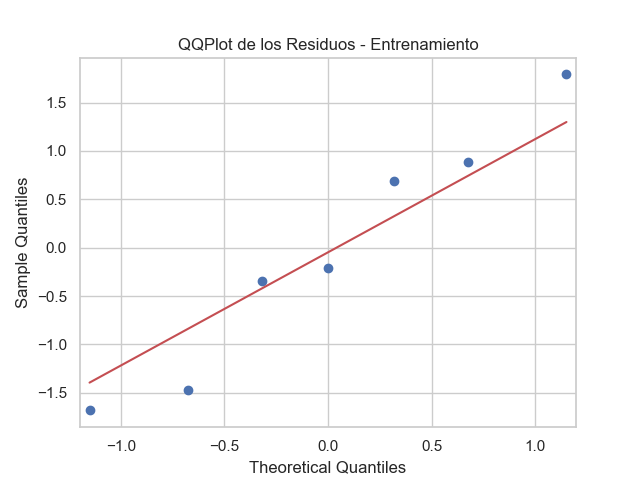 QQPlot de los Residuos - Entrenamiento
Sample Quantiles
1.5
1.0
0.5
0.0
−0.5
−1.0
−1.5
−1.0 −0.5 0.0 0.5 1.0
Theoretical Quantiles